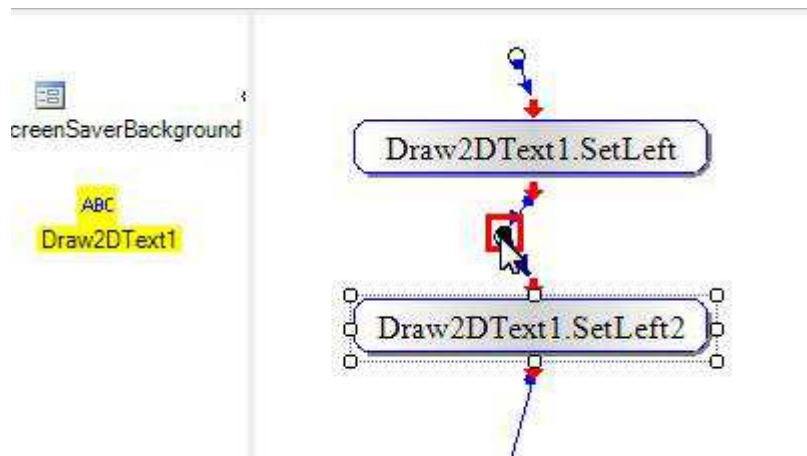 creenSaverBackground
ABC
Draw2DText1
Draw2DText1.SetLeft
Draw2DText1.SetLeft2